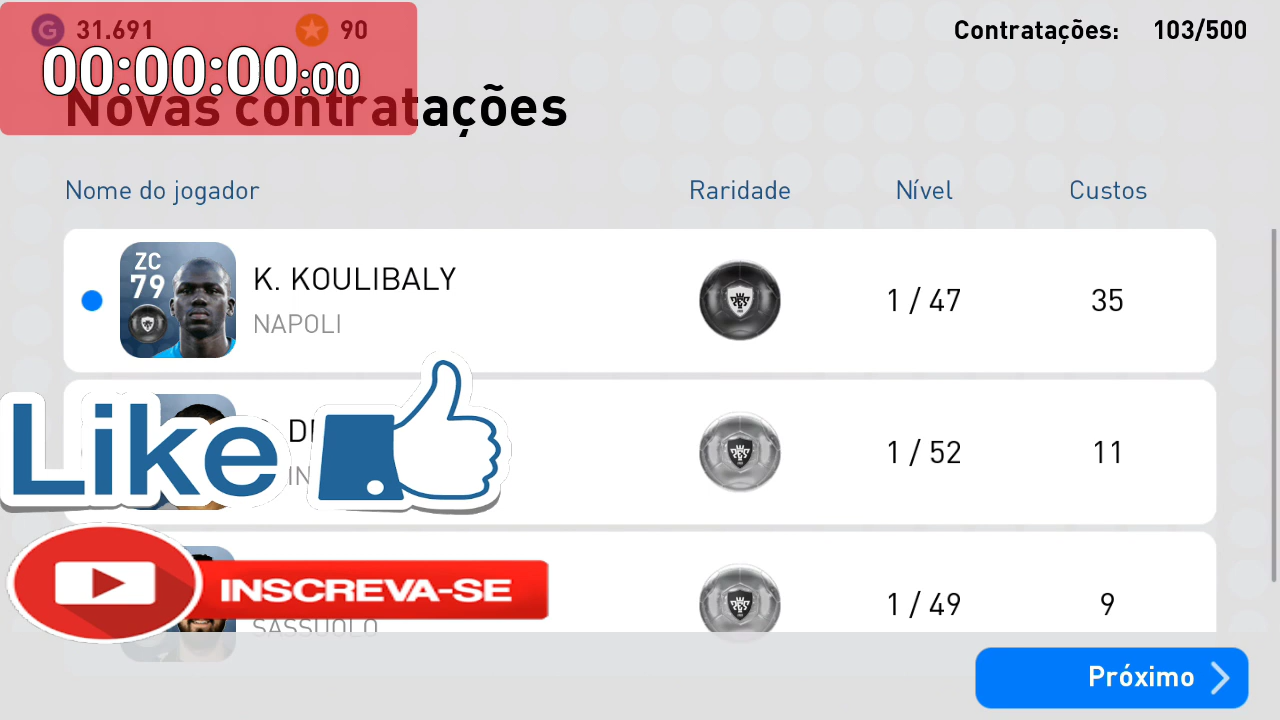 31.691
90
Contratações: 103/500
00:00:00:00
Novas contratações
Nome do jogador
Raridade
Nível
Custos
ZC
79
K. KOULIBALY
NAPOLI
1 / 47
35
Like
1 / 52
11
INSCREVA-SE
SASSUOLO
1 / 49
9
Próximo